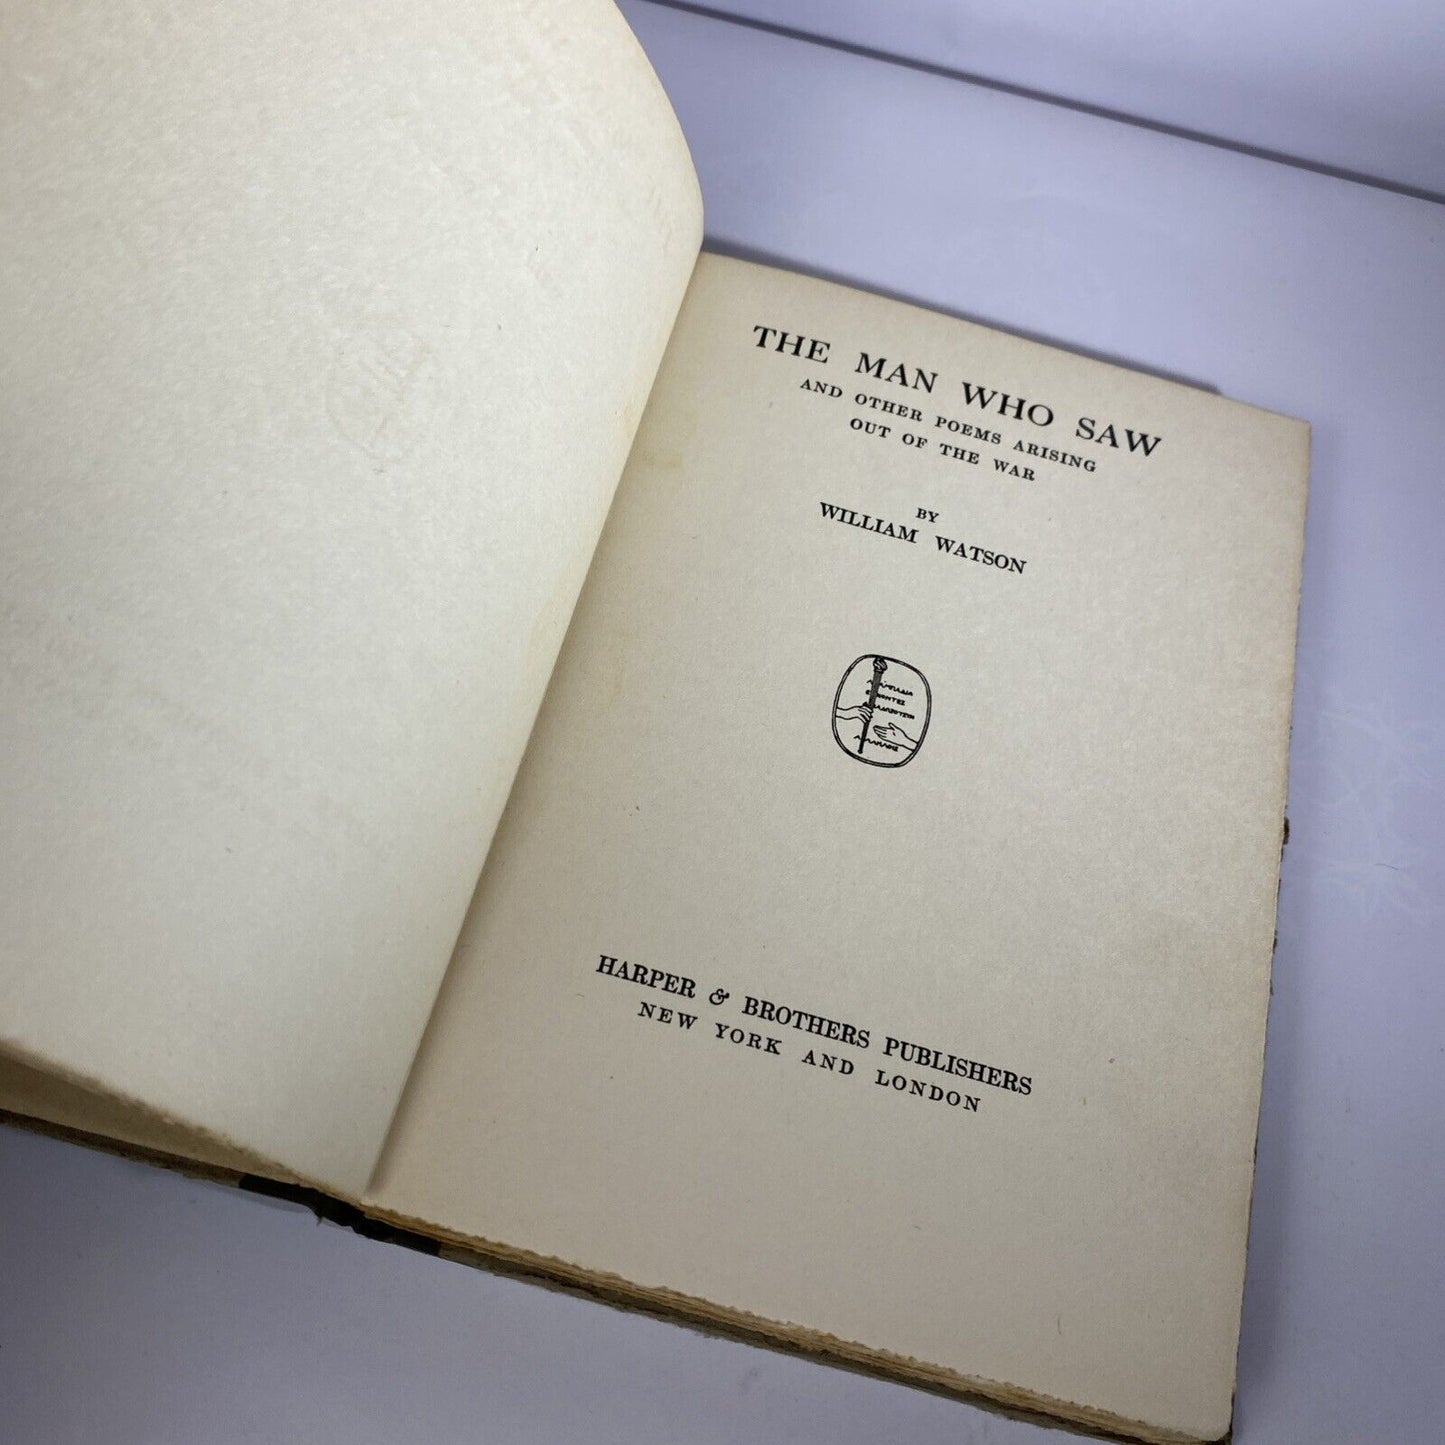 THE MAN WHO SAW
AND OTHER POEMS ARISING
OUT OF THE WAR
BY
WILLIAM WATSON
HARPER & BROTHERS PUBLISHERS
NEW YORK AND LONDON